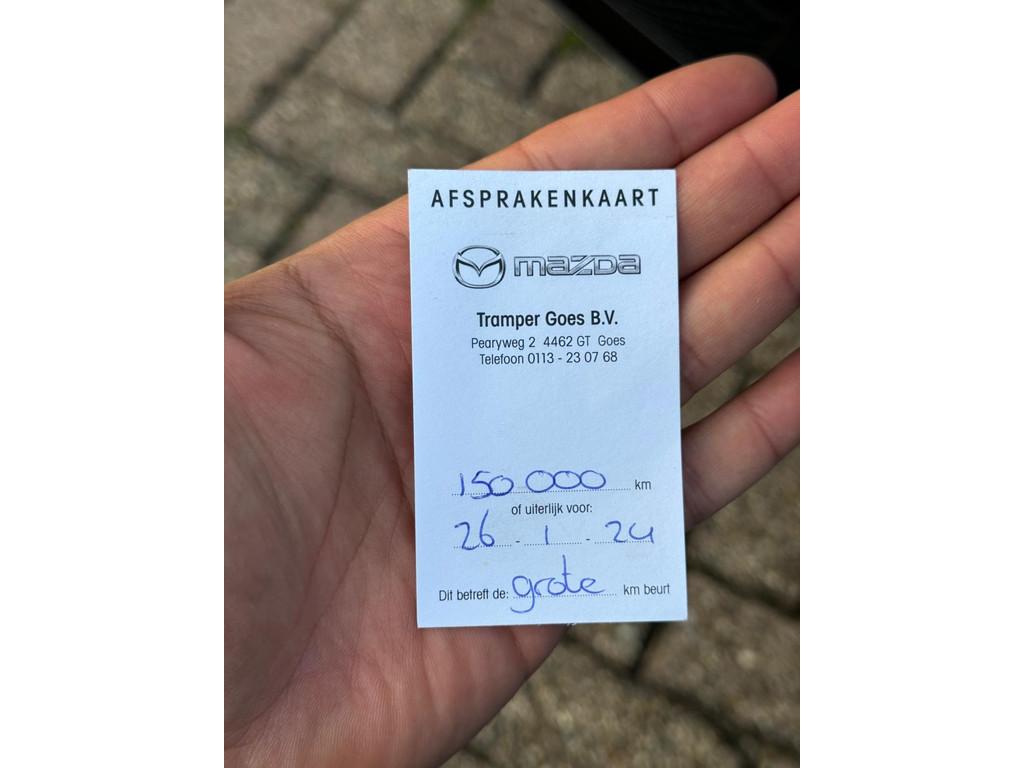 AFSPRAKENKAART
mazda
Tramper Goes B.V.
Pearyweg 2 4462 GT Goes
Telefoon 0113 - 23 07 68
150 000 km
of uiterlijk voor:
26 - 1 - 24
Dit betreft de: grote km beurt